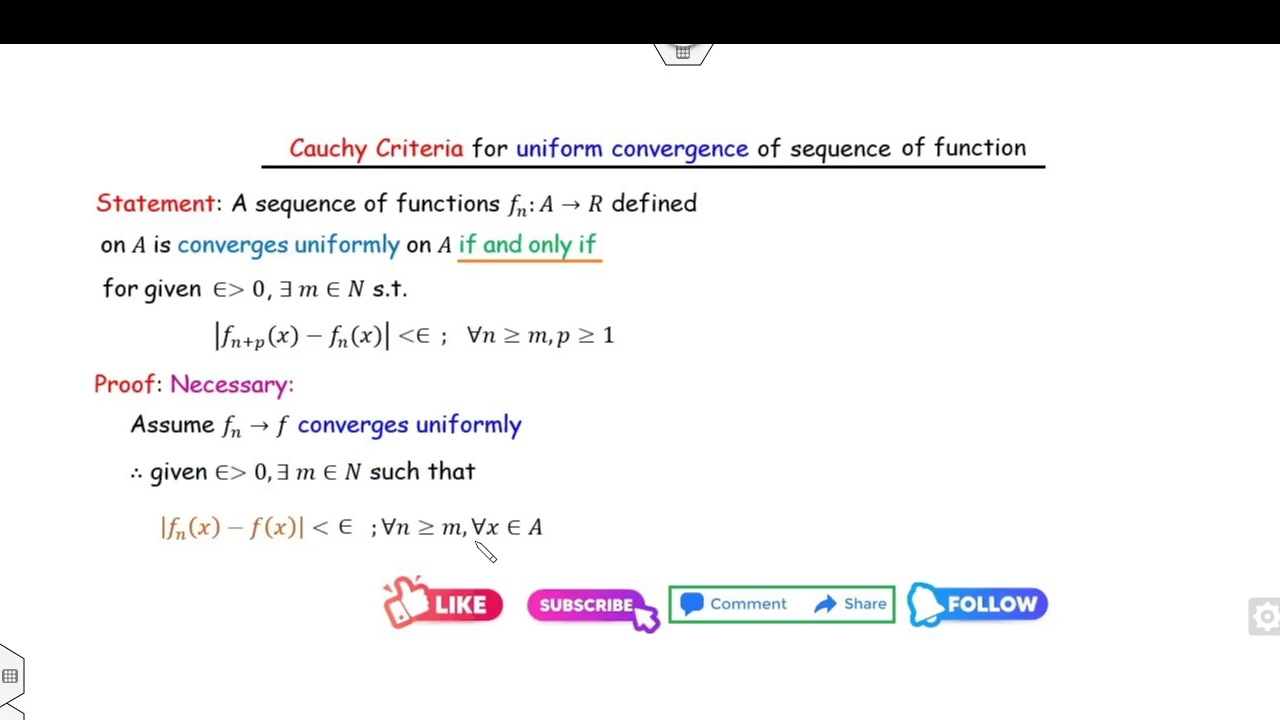 Cauchy Criteria for uniform convergence of sequence of function
Statement: A sequence of functions fₙ: A → R defined
on A is converges uniformly on A if and only if
for given ∈> 0, ∃ m ∈ N s.t.
|fₙ₊ₚ(x) − fₙ(x)| <∈ ; ∀n ≥ m, p ≥ 1
Proof: Necessary:
Assume fₙ → f converges uniformly
∴ given ∈> 0, ∃ m ∈ N such that
|fₙ(x) − f(x)| < ∈ ; ∀n ≥ m, ∀x ∈ A
LIKE SUBSCRIBE Comment Share FOLLOW